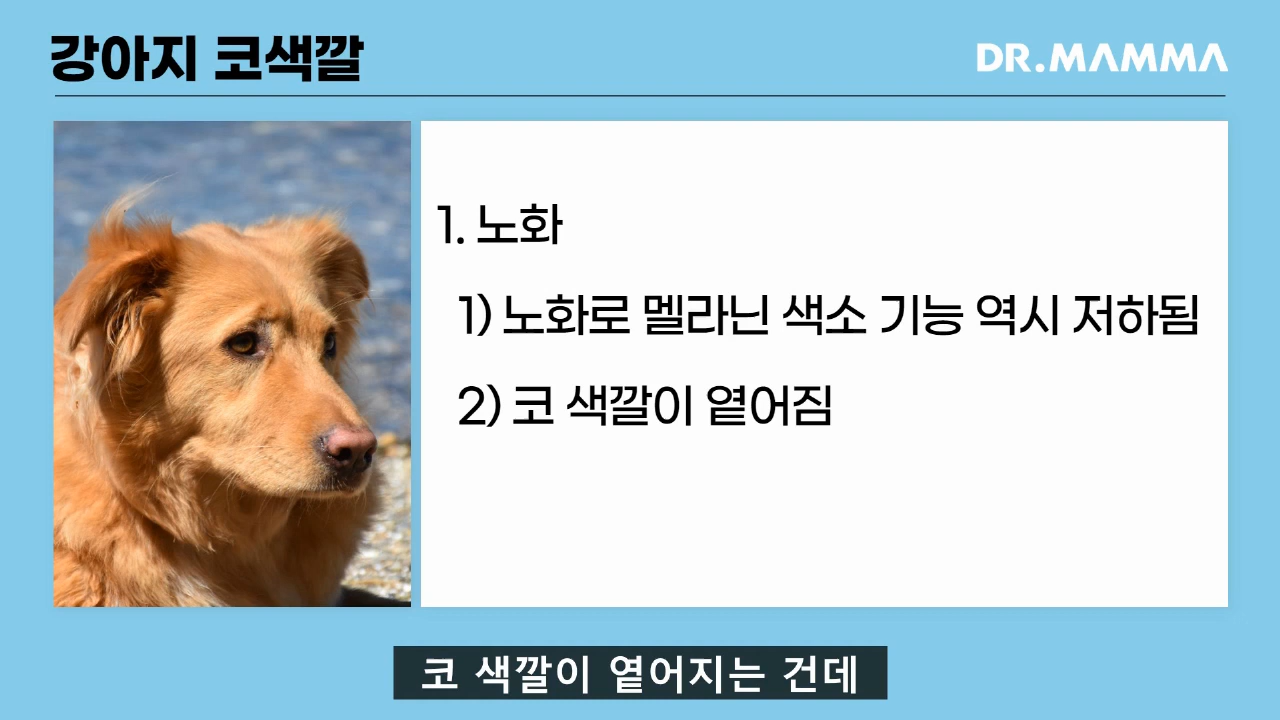 강아지 코색깔
DR.MAMMA
1. 노화
1) 노화로 멜라닌 색소 기능 역시 저하됨
2) 코 색깔이 옅어짐
코 색깔이 옅어지는 건데